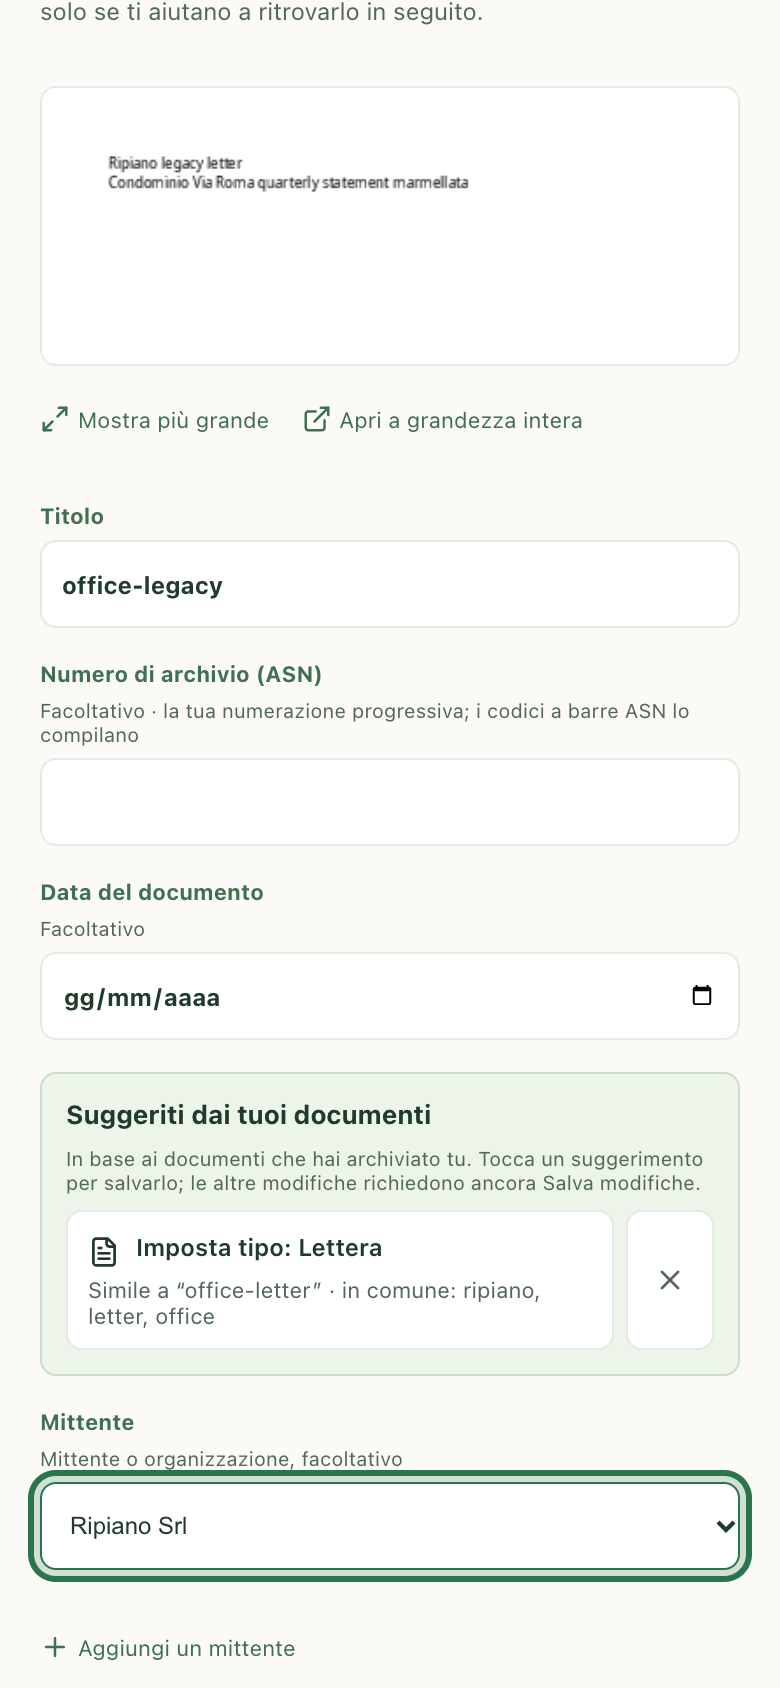 solo se ti aiutano a ritrovarlo in seguito.
Ripiano legacy letter
Condominio Via Roma quarterly statement marmellata
Mostra più grande
Apri a grandezza intera
Titolo
office-legacy
Numero di archivio (ASN)
Facoltativo · la tua numerazione progressiva; i codici a barre ASN lo
compilano
Data del documento
Facoltativo
gg/mm/aaaa
Suggeriti dai tuoi documenti
In base ai documenti che hai archiviato tu. Tocca un suggerimento
per salvarlo; le altre modifiche richiedono ancora Salva modifiche.
Imposta tipo: Lettera
Simile a “office-letter” · in comune: ripiano,
letter, office
Mittente
Mittente o organizzazione, facoltativo
Ripiano Srl
Aggiungi un mittente